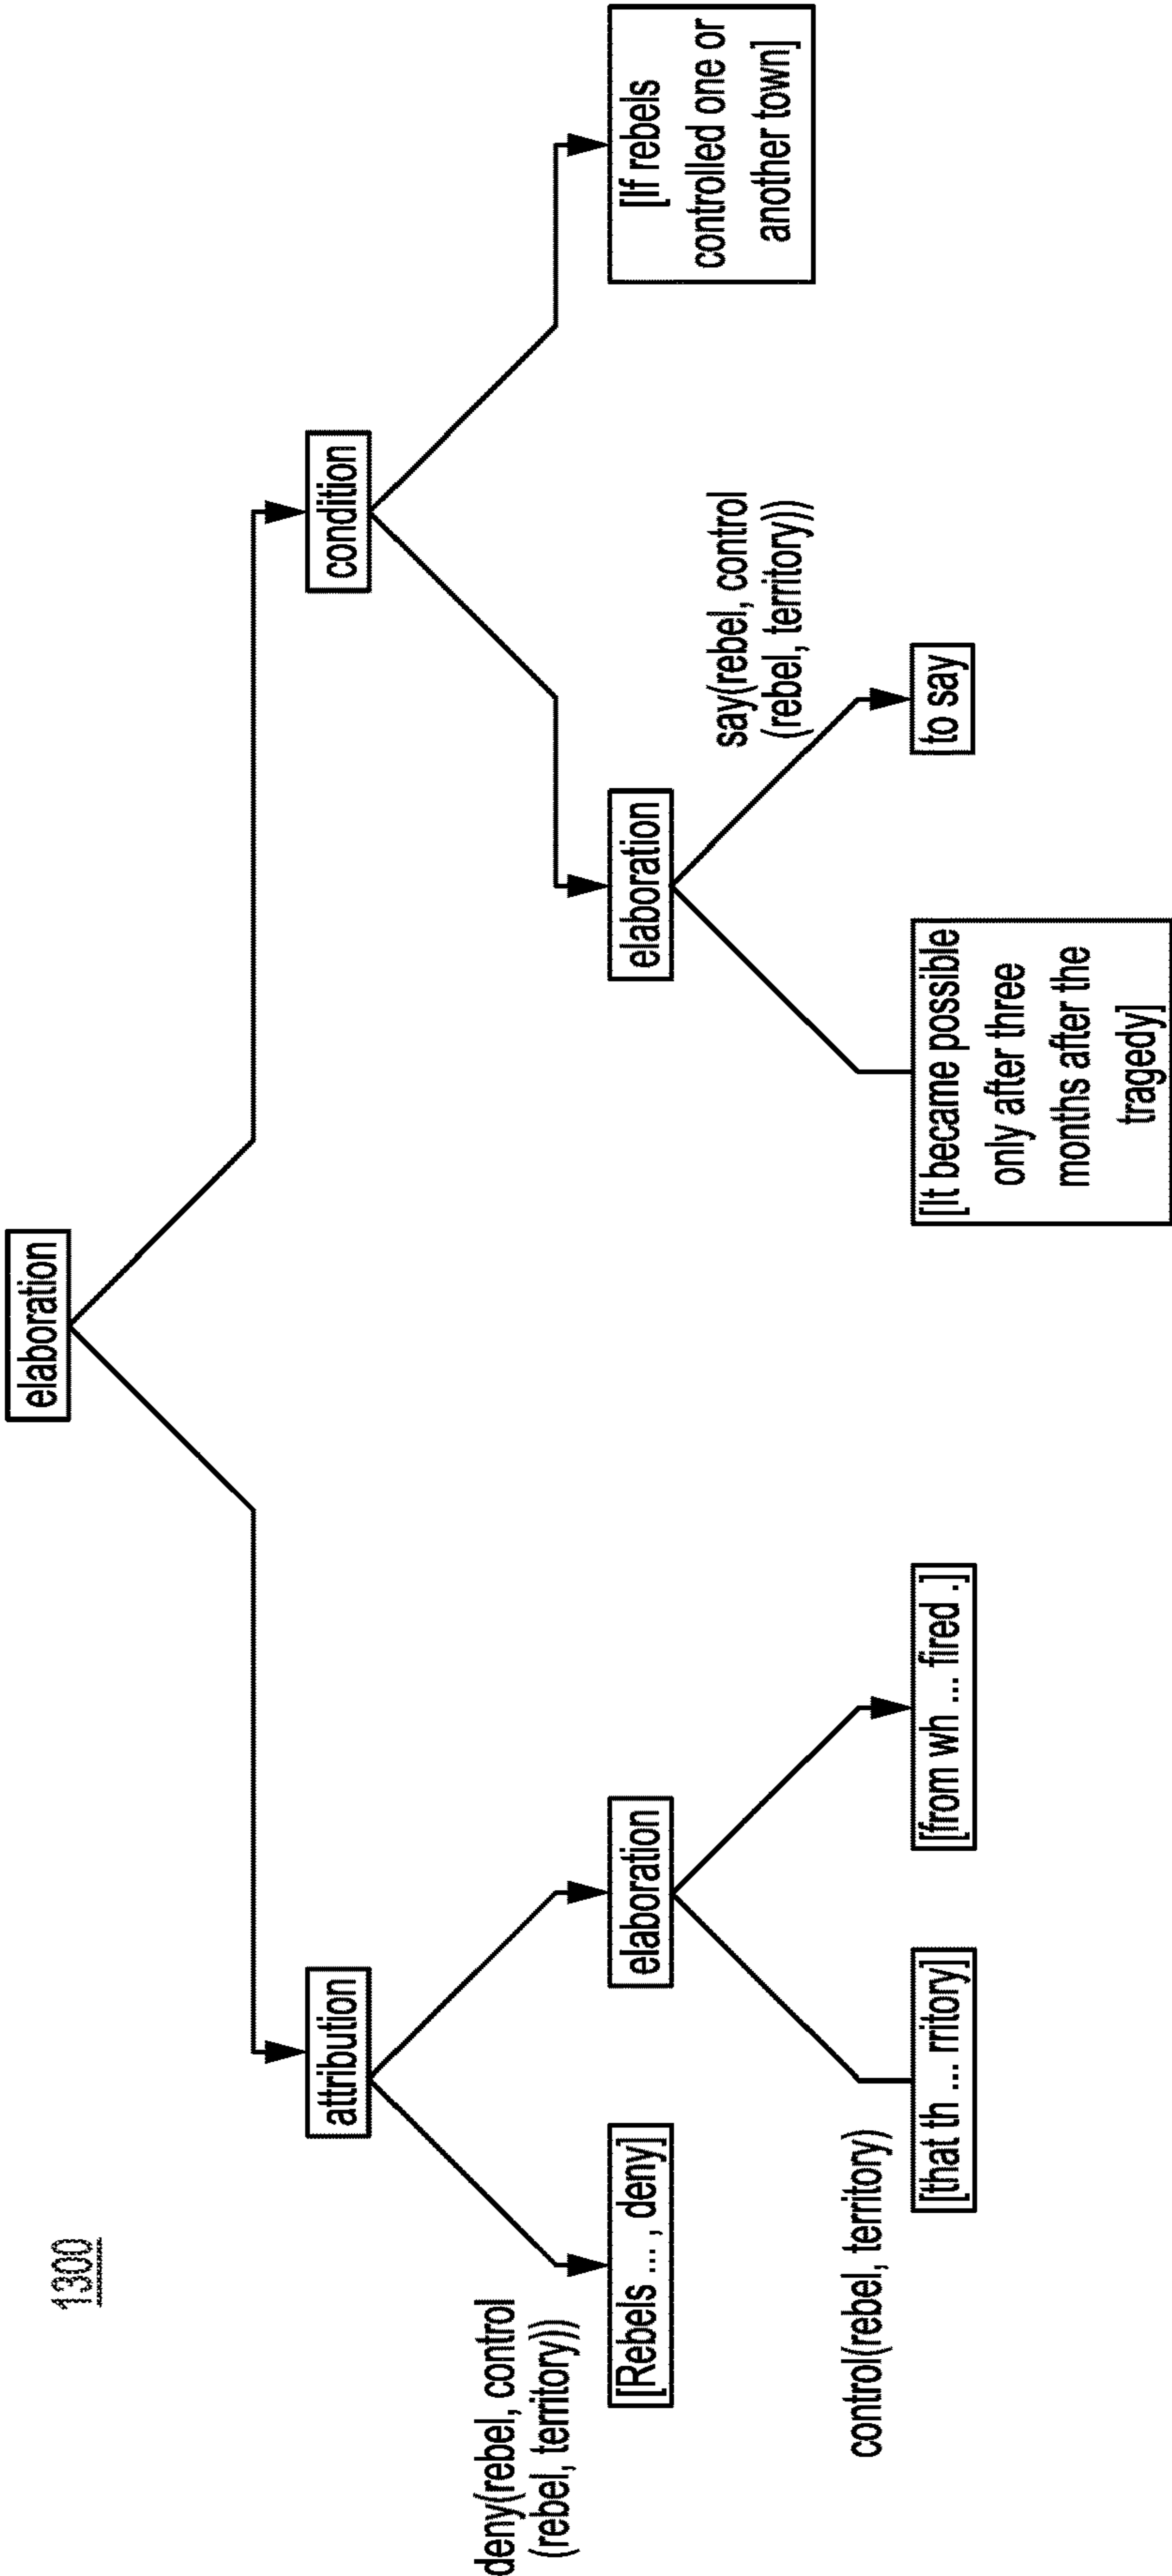 1300
elaboration
attribution
condition
deny(rebel, control
(rebel, territory))
[Rebels ... , deny]
elaboration
elaboration
say(rebel, control
(rebel, territory))
[If rebels
controlled one or
another town]
control(rebel, territory)
[that th ... rritory]
[from wh ... fired .]
[It became possible
only after three
months after the
tragedy]
to say